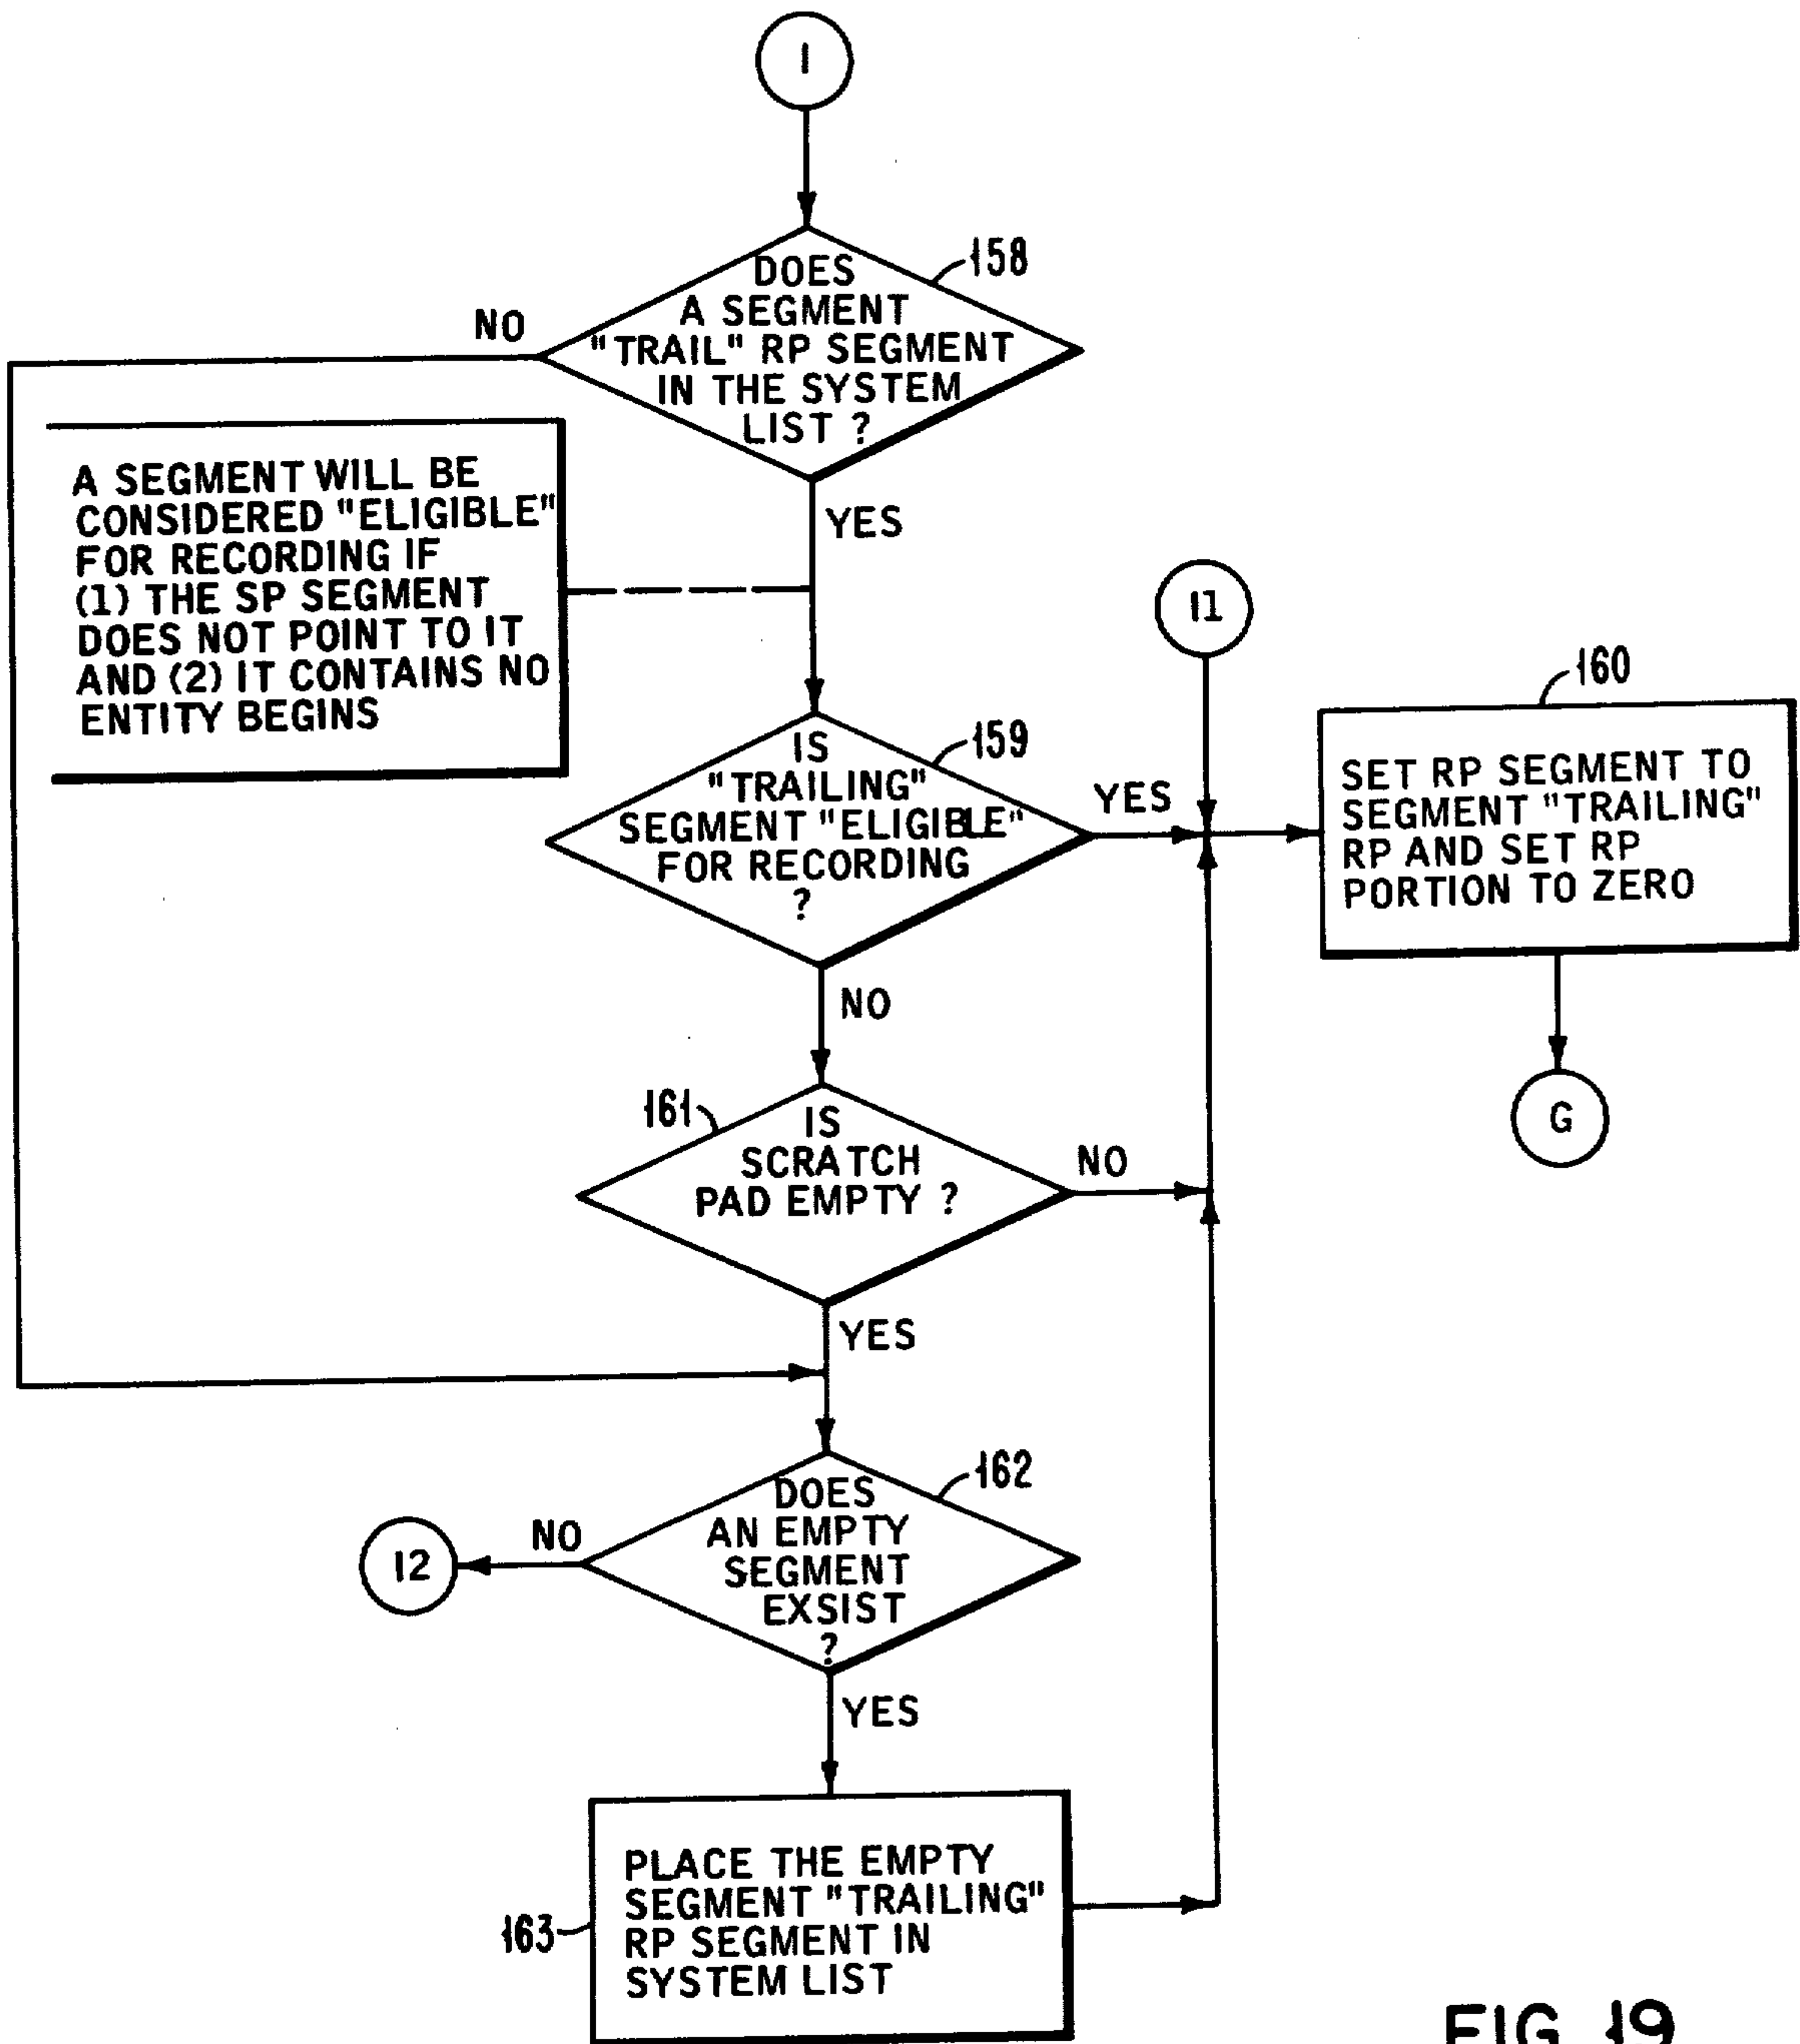 I
DOES
A SEGMENT
"TRAIL" RP SEGMENT
IN THE SYSTEM
LIST ?
158
NO
YES
A SEGMENT WILL BE
CONSIDERED "ELIGIBLE"
FOR RECORDING IF
(1) THE SP SEGMENT
DOES NOT POINT TO IT
AND (2) IT CONTAINS NO
ENTITY BEGINS
I1
IS
"TRAILING"
SEGMENT "ELIGIBLE"
FOR RECORDING
?
159
YES
NO
160
SET RP SEGMENT TO
SEGMENT "TRAILING"
RP AND SET RP
PORTION TO ZERO
G
161
IS
SCRATCH
PAD EMPTY ?
NO
YES
162
DOES
AN EMPTY
SEGMENT
EXSIST
?
NO
I2
YES
163
PLACE THE EMPTY
SEGMENT "TRAILING"
RP SEGMENT IN
SYSTEM LIST
FIG. 19